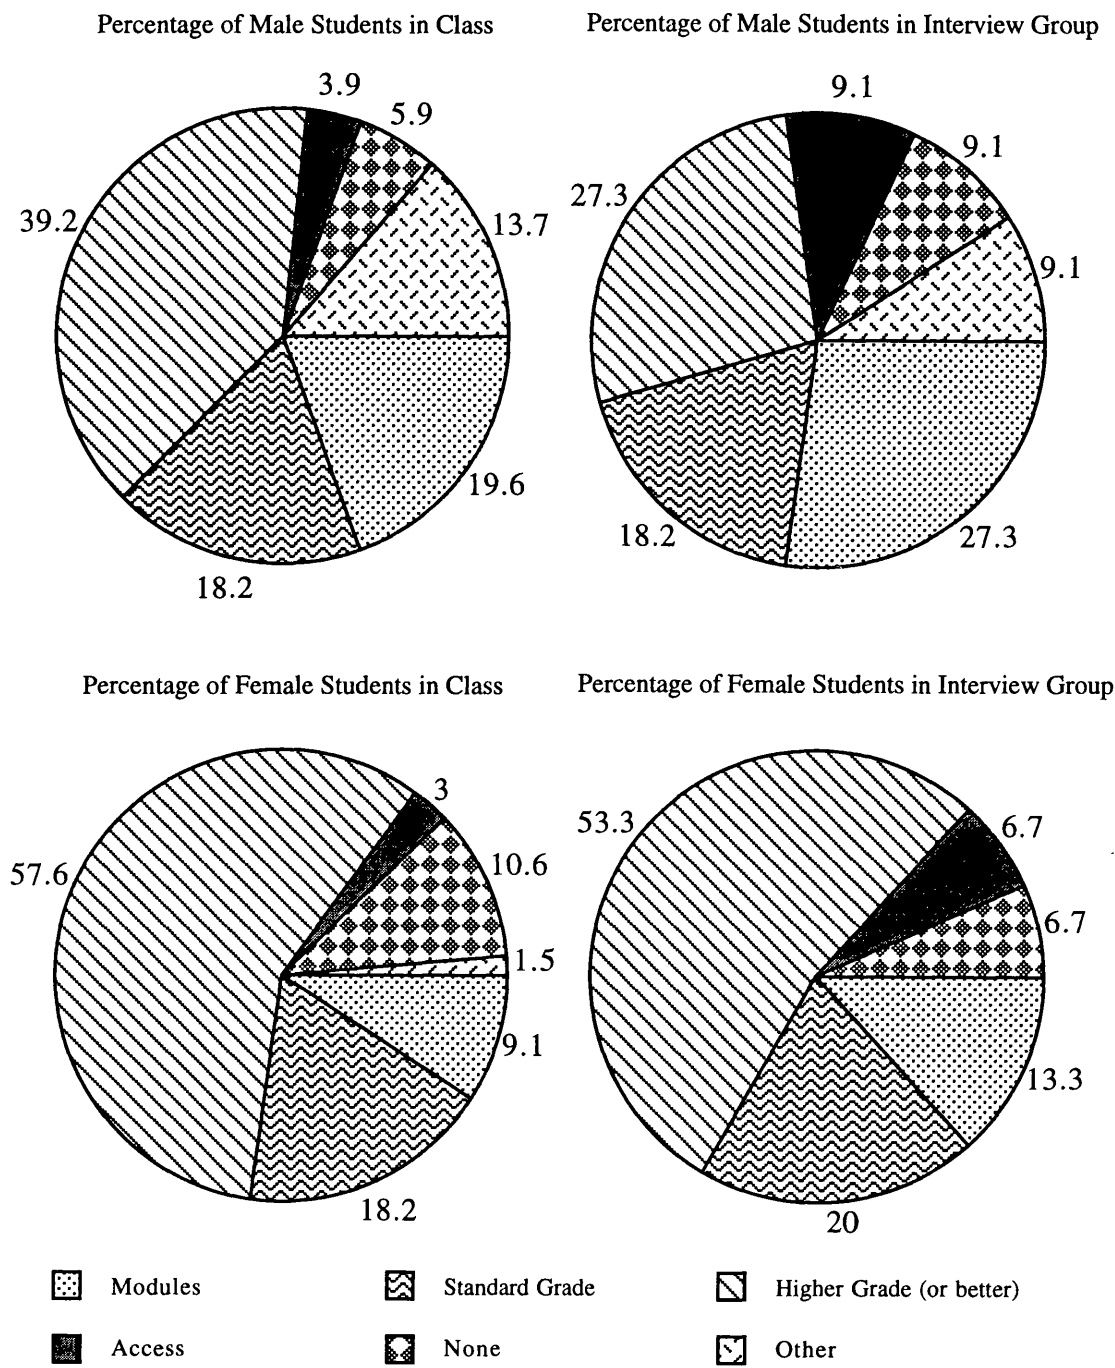 Percentage of Male Students in Class
Percentage of Male Students in Interview Group
3.9
5.9
39.2
13.7
19.6
18.2
9.1
9.1
27.3
9.1
18.2
27.3
Percentage of Female Students in Class
Percentage of Female Students in Interview Group
3
10.6
57.6
1.5
9.1
18.2
53.3
6.7
6.7
13.3
20
Modules
Standard Grade
Higher Grade (or better)
Access
None
Other